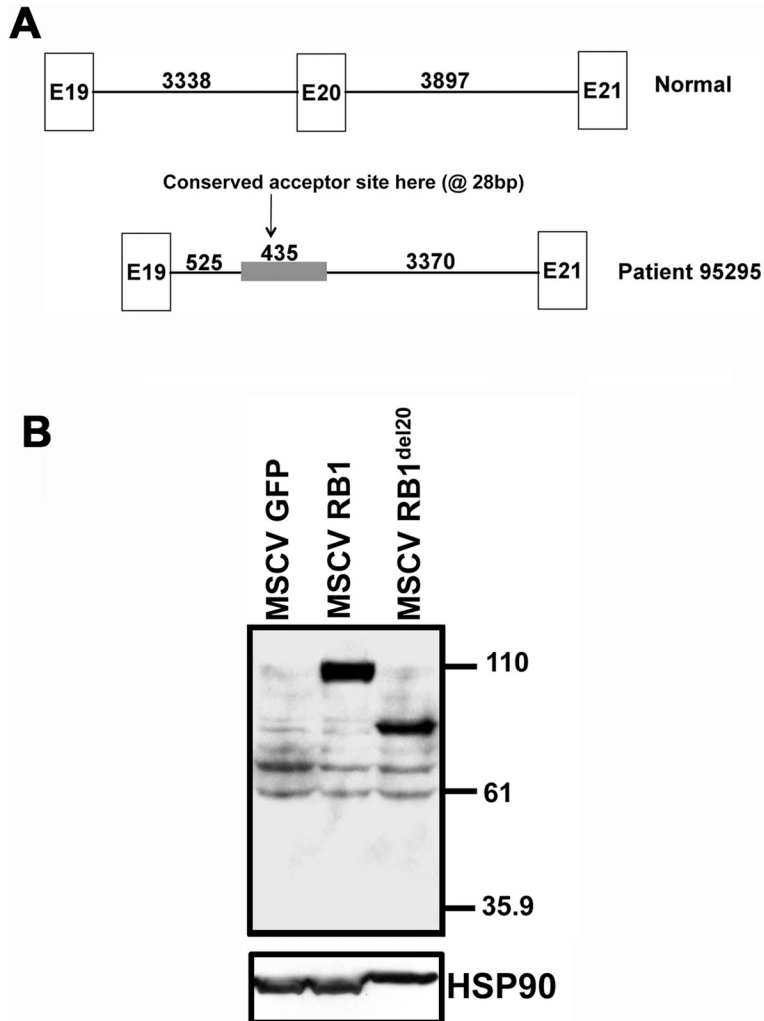 A
E19 3338 E20 3897 E21 Normal
Conserved acceptor site here (@ 28bp)
E19 525 435 3370 E21 Patient 95295
B
MSCV GFP
MSCV RB1
MSCV RB1del20
110
61
35.9
HSP90